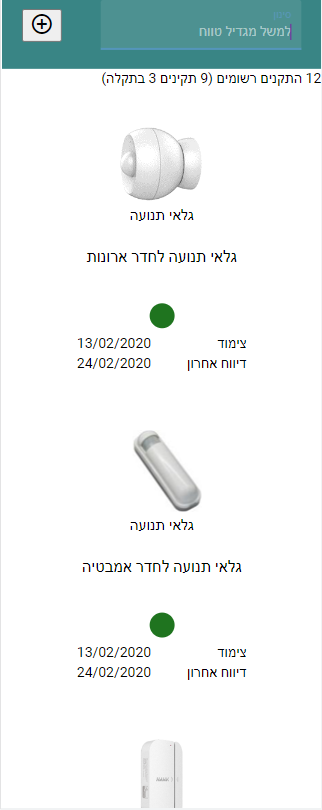 למשל מגדיל טווח
12 התקנים רשומים (9 תקינים 3 בתקלה)
גלאי תנועה
גלאי תנועה לחדר ארונות
צימוד 13/02/2020
דיווח אחרון 24/02/2020
גלאי תנועה
גלאי תנועה לחדר אמבטיה
צימוד 13/02/2020
דיווח אחרון 24/02/2020